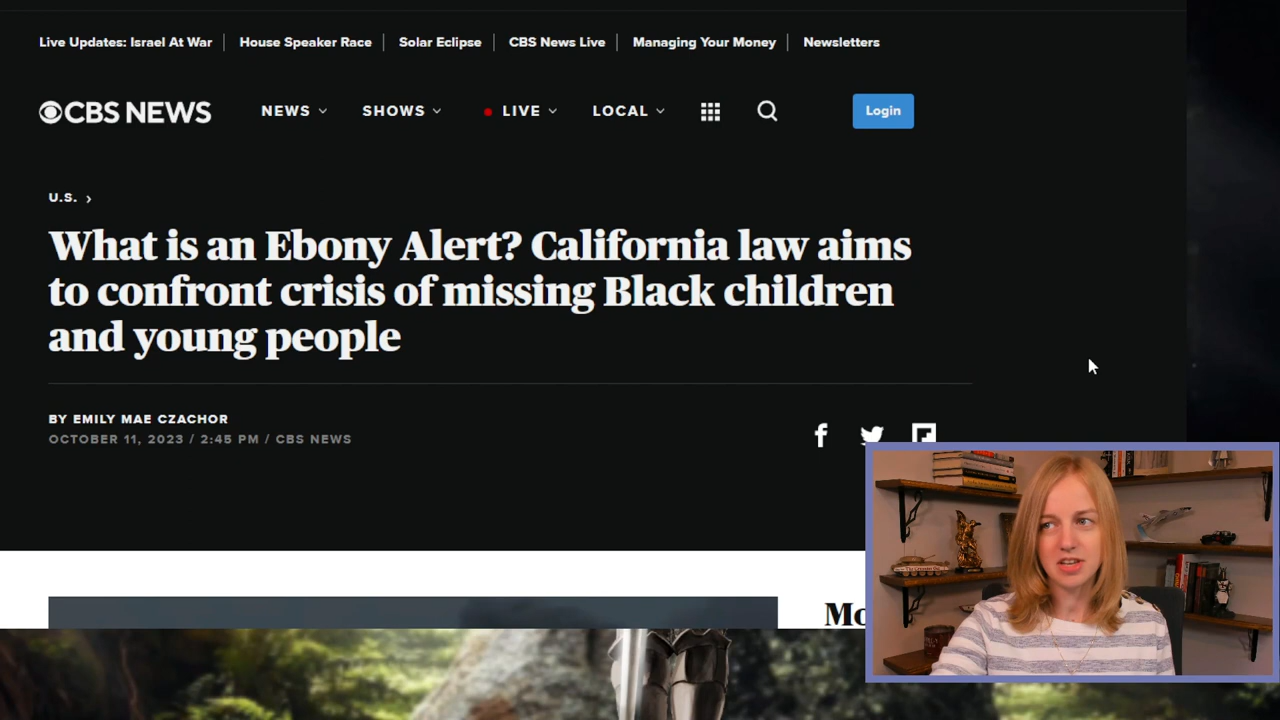 Live Updates: Israel At War
House Speaker Race
Solar Eclipse
CBS News Live
Managing Your Money
Newsletters
CBS NEWS
NEWS
SHOWS
LIVE
LOCAL
Login
U.S.
What is an Ebony Alert? California law aims
to confront crisis of missing Black children
and young people
BY EMILY MAE CZACHOR
OCTOBER 11, 2023 / 2:45 PM / CBS NEWS